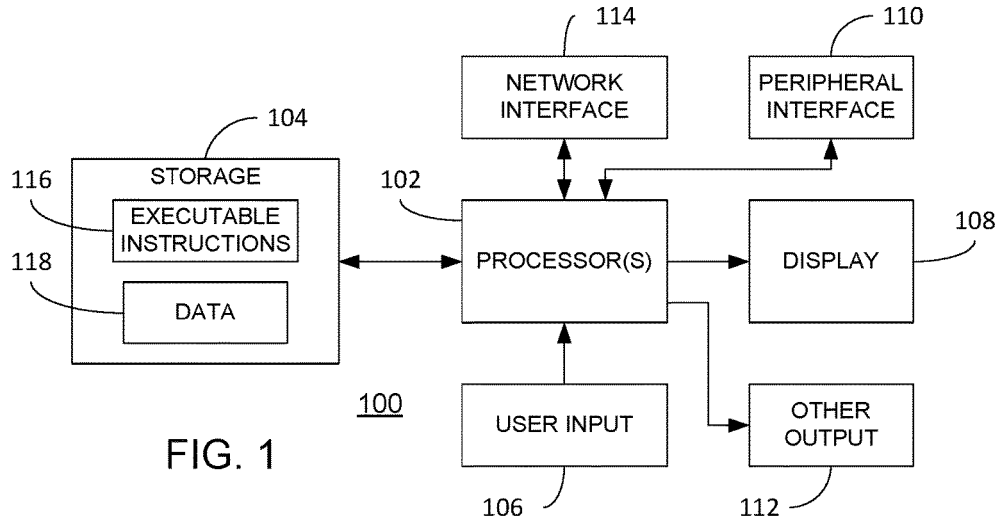 114
110
NETWORK
INTERFACE
PERIPHERAL
INTERFACE
104
STORAGE
116
EXECUTABLE
INSTRUCTIONS
118
DATA
102
PROCESSOR(S)
DISPLAY
108
100
USER INPUT
OTHER
OUTPUT
FIG. 1
106
112